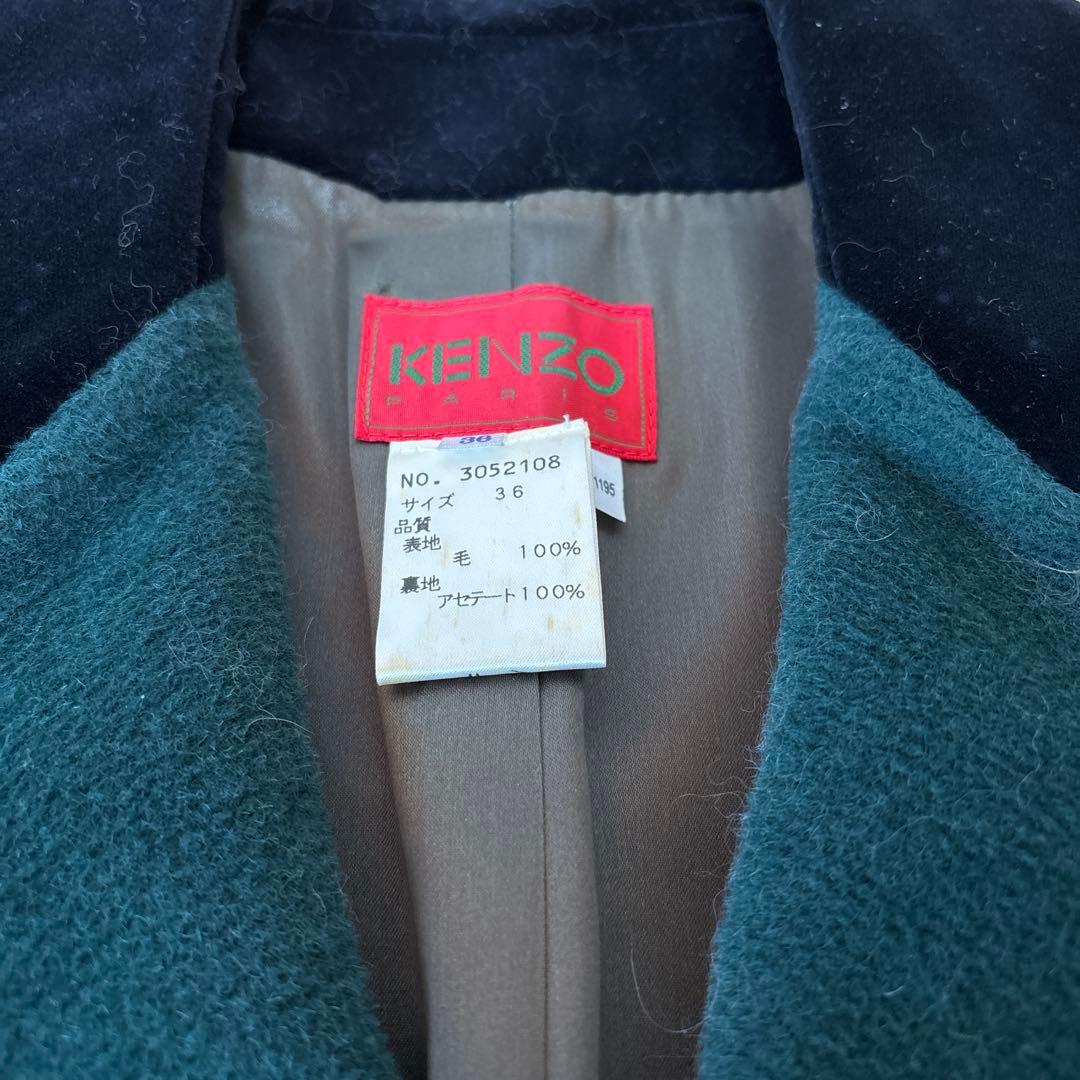 KENZO
PARIS
36
NO. 3052108
サイズ 36
品質
表地
毛 100%
裏地
アセテート100%
1195